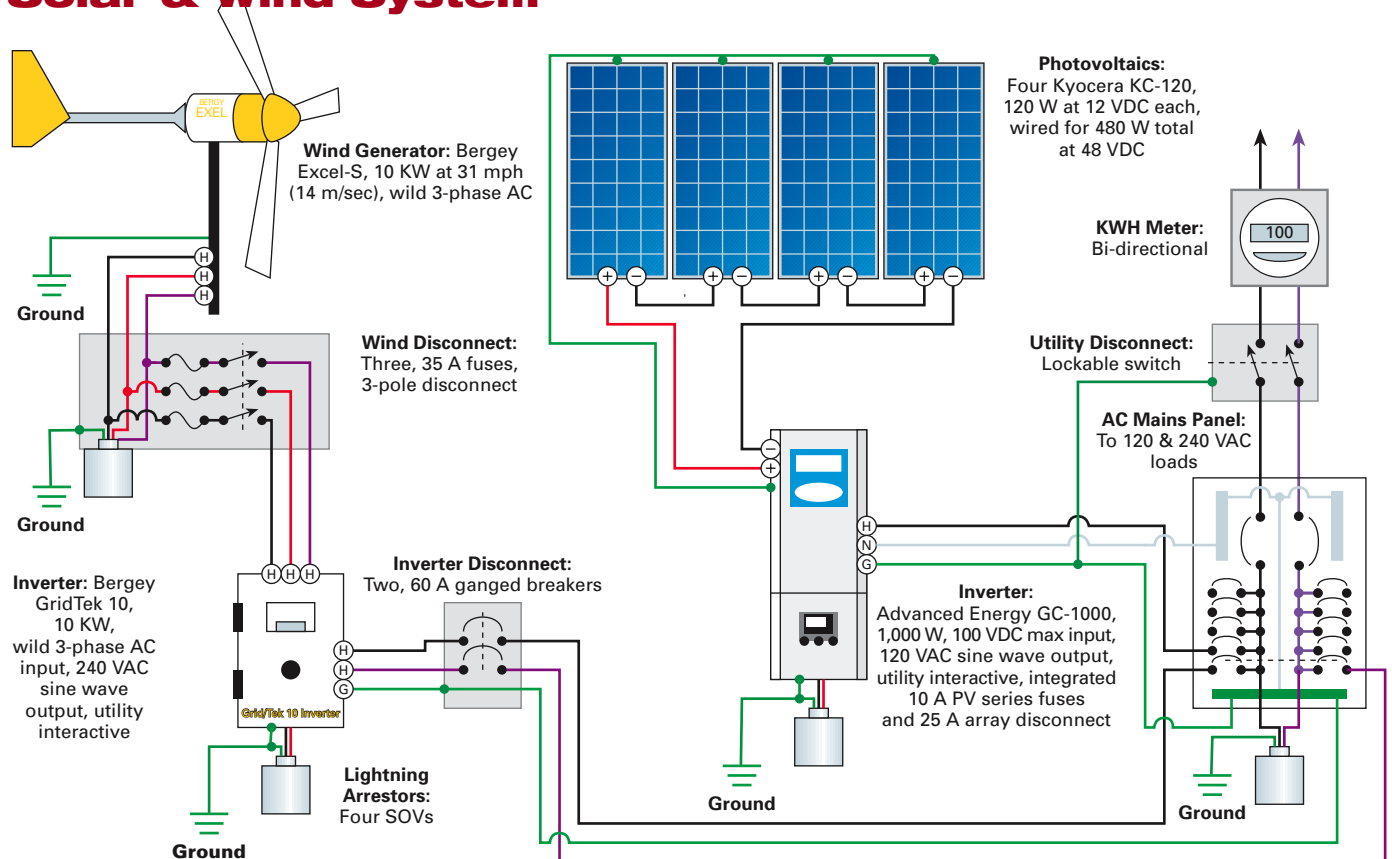 Solar & Wind System
BERGY
EXEL
Wind Generator: Bergey
Excel-S, 10 KW at 31 mph
(14 m/sec), wild 3-phase AC
Photovoltaics:
Four Kyocera KC-120,
120 W at 12 VDC each,
wired for 480 W total
at 48 VDC
KWH Meter:
Bi-directional
100
Ground
H
H
H
+
−
+
−
+
−
+
−
Wind Disconnect:
Three, 35 A fuses,
3-pole disconnect
Utility Disconnect:
Lockable switch
AC Mains Panel:
To 120 & 240 VAC
loads
−
+
Ground
H
N
G
Inverter: Bergey
GridTek 10,
10 KW,
wild 3-phase AC
input, 240 VAC
sine wave
output, utility
interactive
H H H
H
H
G
Grid/Tek 10 Inverter
Inverter Disconnect:
Two, 60 A ganged breakers
Inverter:
Advanced Energy GC-1000,
1,000 W, 100 VDC max input,
120 VAC sine wave output,
utility interactive, integrated
10 A PV series fuses
and 25 A array disconnect
Lightning
Arrestors:
Four SOVs
Ground
Ground
Ground